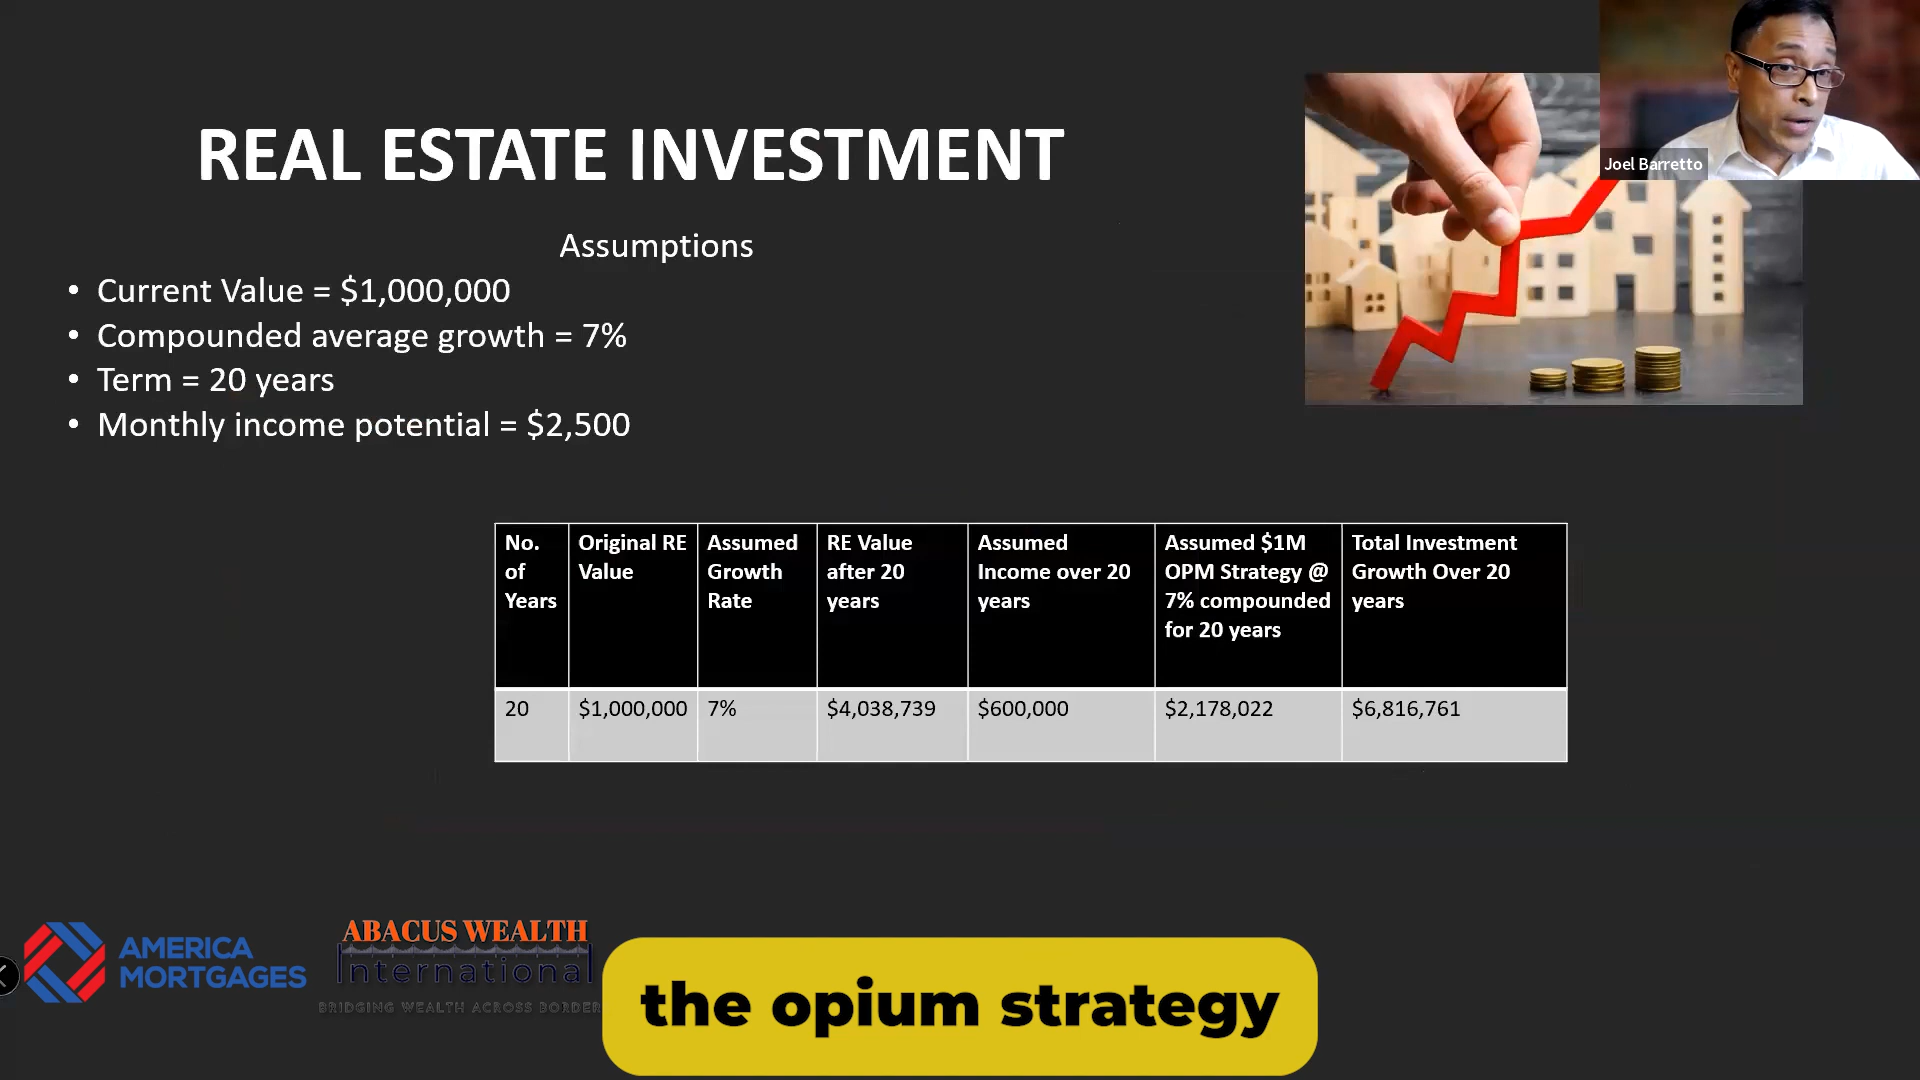 Joel Barretto
REAL ESTATE INVESTMENT
Assumptions
• Current Value = $1,000,000
• Compounded average growth = 7%
• Term = 20 years
• Monthly income potential = $2,500
No. of Years
Original RE Value
Assumed Growth Rate
RE Value after 20 years
Assumed Income over 20 years
Assumed $1M OPM Strategy @ 7% compounded for 20 years
Total Investment Growth Over 20 years
20
$1,000,000
7%
$4,038,739
$600,000
$2,178,022
$6,816,761
AMERICA
MORTGAGES
ABACUS WEALTH
International
BRIDGING WEALTH ACROSS BORDER
the opium strategy